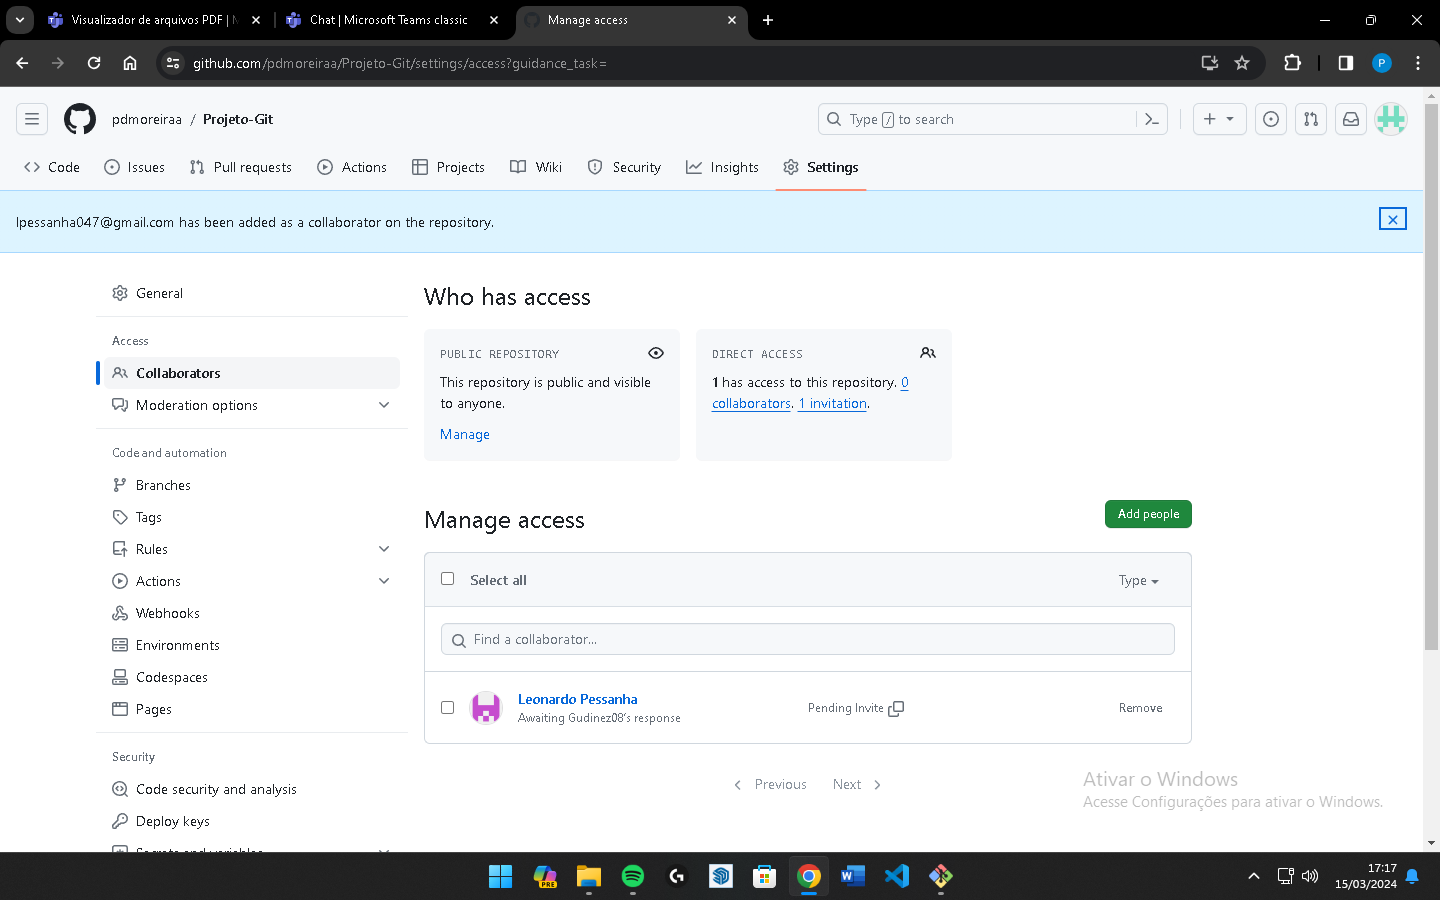 Visualizador de arquivos PDF | M
Chat | Microsoft Teams classic
Manage access
github.com/pdmoreiraa/Projeto-Git/settings/access?guidance_task=
P
pdmoreiraa / Projeto-Git
Type / to search
Code
Issues
Pull requests
Actions
Projects
Wiki
Security
Insights
Settings
lpessanha047@gmail.com has been added as a collaborator on the repository.
General
Access
Collaborators
Moderation options
Code and automation
Branches
Tags
Rules
Actions
Webhooks
Environments
Codespaces
Pages
Security
Code security and analysis
Deploy keys
Secrets and variables
Who has access
PUBLIC REPOSITORY
This repository is public and visible
to anyone.
Manage
DIRECT ACCESS
1 has access to this repository. 0
collaborators. 1 invitation.
Manage access
Add people
Select all
Type
Find a collaborator...
Leonardo Pessanha
Awaiting Gudinez08's response
Pending Invite
Remove
Previous
Next
Ativar o Windows
Acesse Configurações para ativar o Windows.
PRE
17:17
15/03/2024